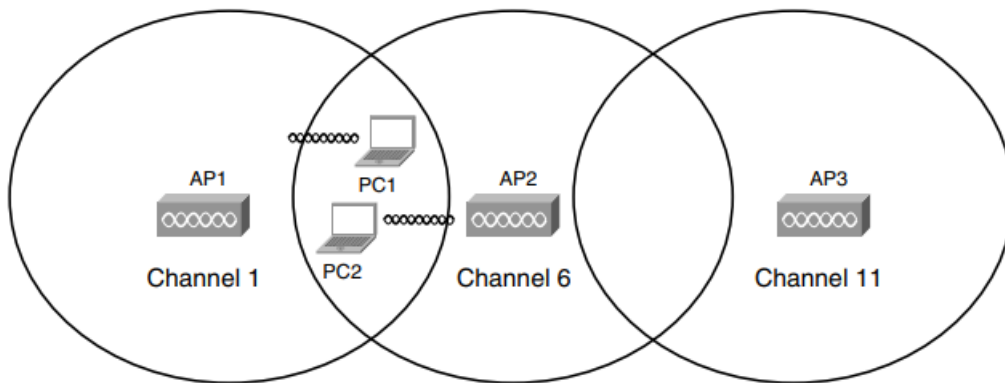 PC1
AP1
AP2
AP3
PC2
Channel 1
Channel 6
Channel 11